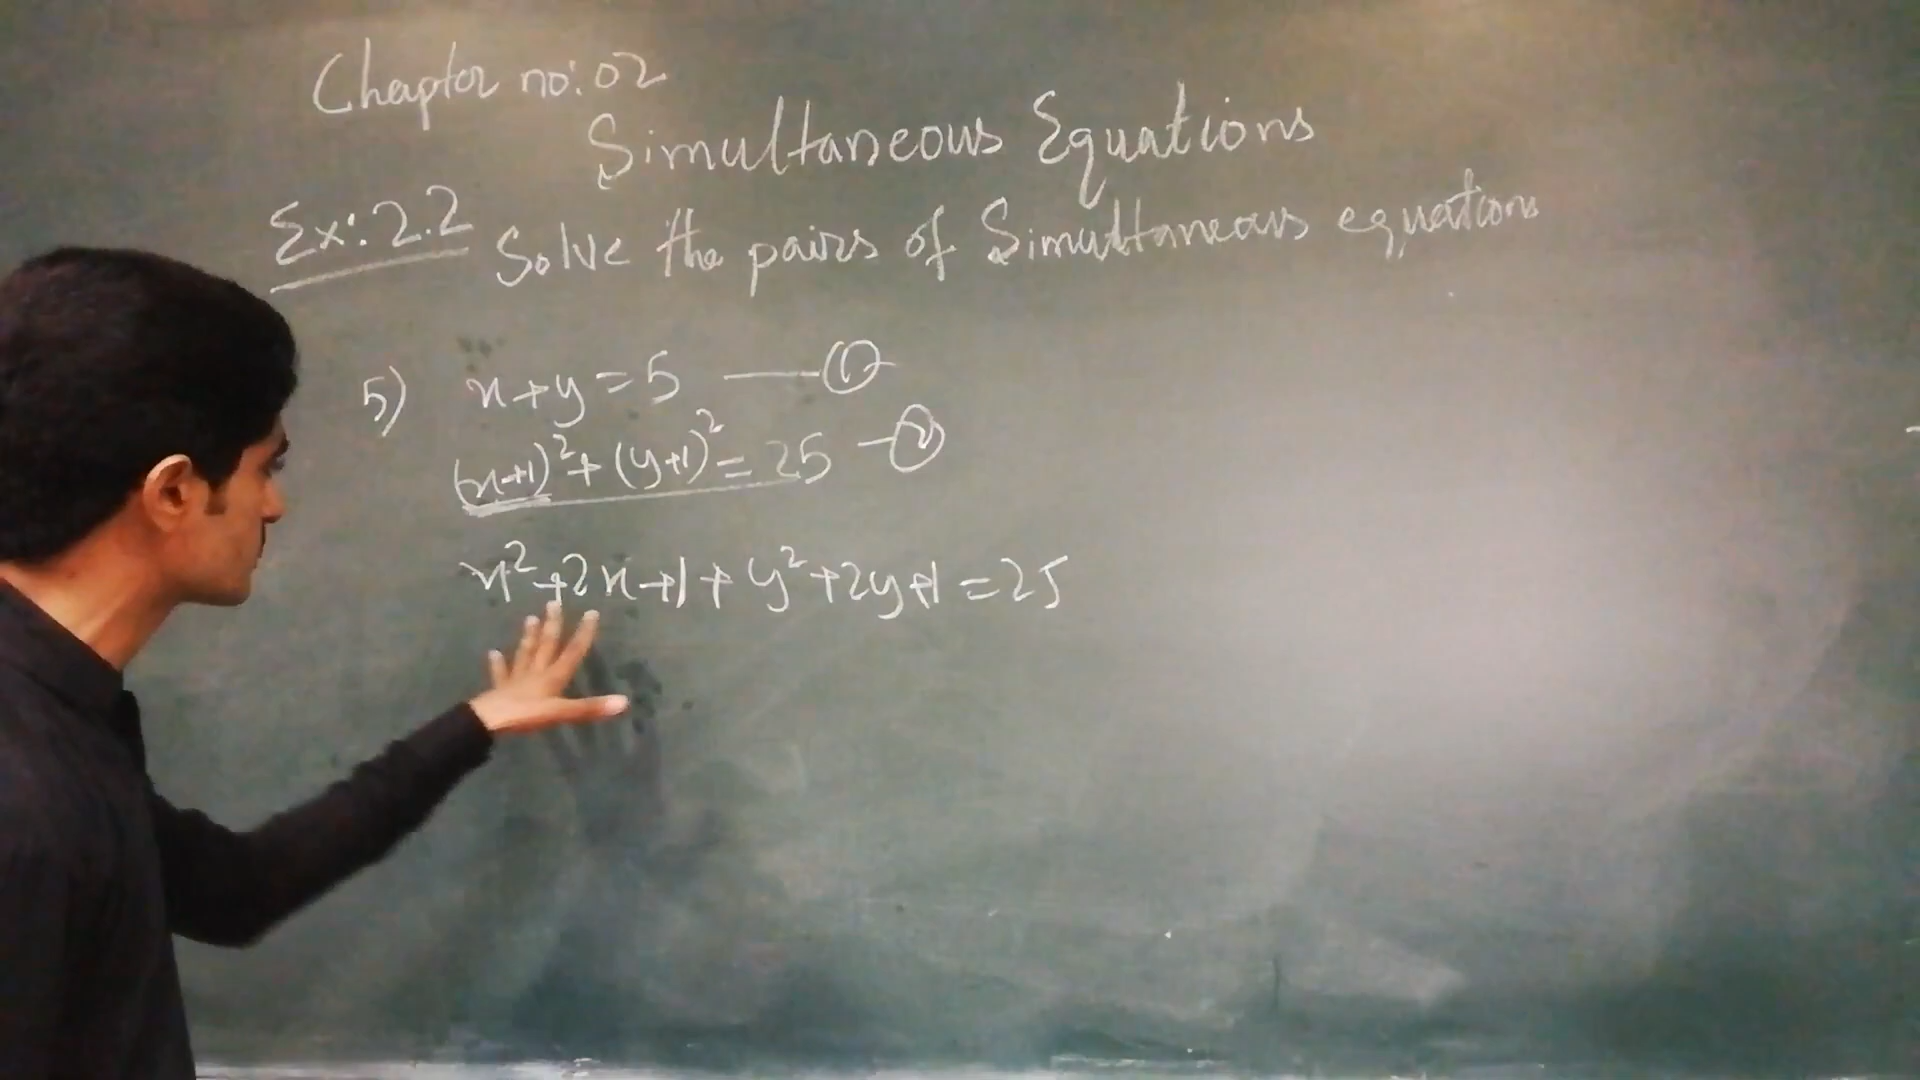 Chapter no: 02
Simultaneous Equations
Ex: 2.2 Solve the pairs of Simultaneous equations
5) x+y=5 — ①
(x+1)²+(y+1)²=25 — ②
x²+2x+1+y²+2y+1=25